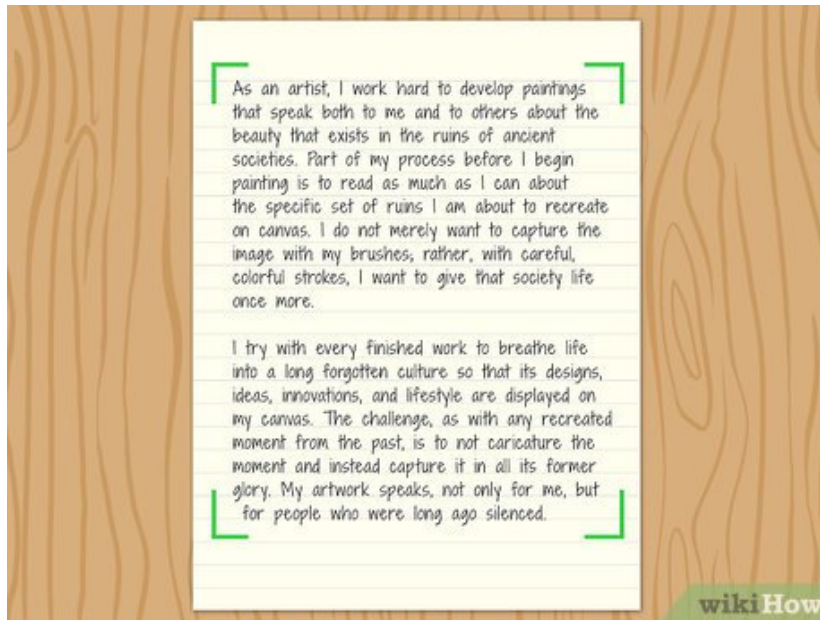 As an artist, I work hard to develop paintings
that speak both to me and to others about the
beauty that exists in the ruins of ancient
societies. Part of my process before I begin
painting is to read as much as I can about
the specific set of ruins I am about to recreate
on canvas. I do not merely want to capture the
image with my brushes; rather, with careful,
colorful strokes, I want to give that society life
once more.
I try with every finished work to breathe life
into a long forgotten culture so that its designs,
ideas, innovations, and lifestyle are displayed on
my canvas. The challenge, as with any recreated
moment from the past, is to not caricature the
moment and instead capture it in all its former
glory. My artwork speaks, not only for me, but
for people who were long ago silenced.
wikiHow